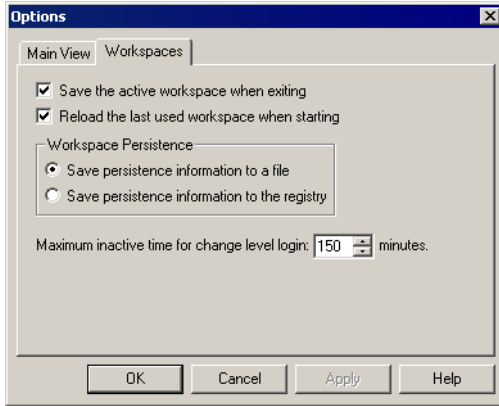 Options
Main View
Workspaces
Save the active workspace when exiting
Reload the last used workspace when starting
Workspace Persistence
Save persistence information to a file
Save persistence information to the registry
Maximum inactive time for change level login: 150 minutes.
OK Cancel Apply Help